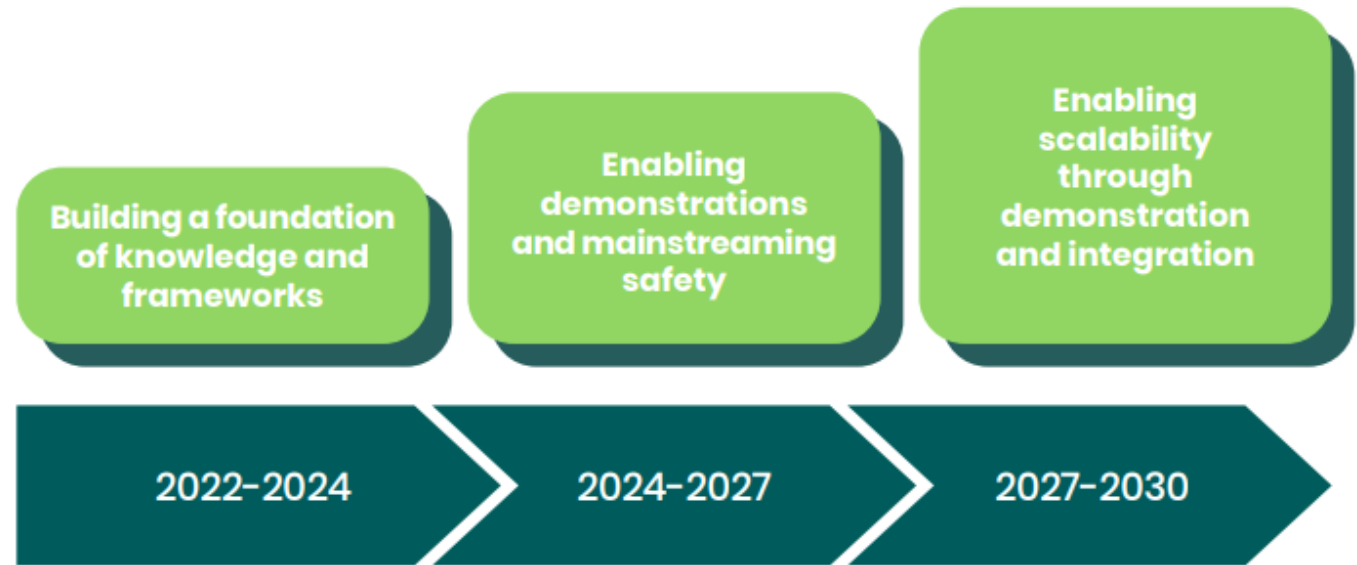 Building a foundation
of knowledge and
frameworks
Enabling
demonstrations
and mainstreaming
safety
Enabling
scalability
through
demonstration
and integration
2022-2024
2024-2027
2027-2030